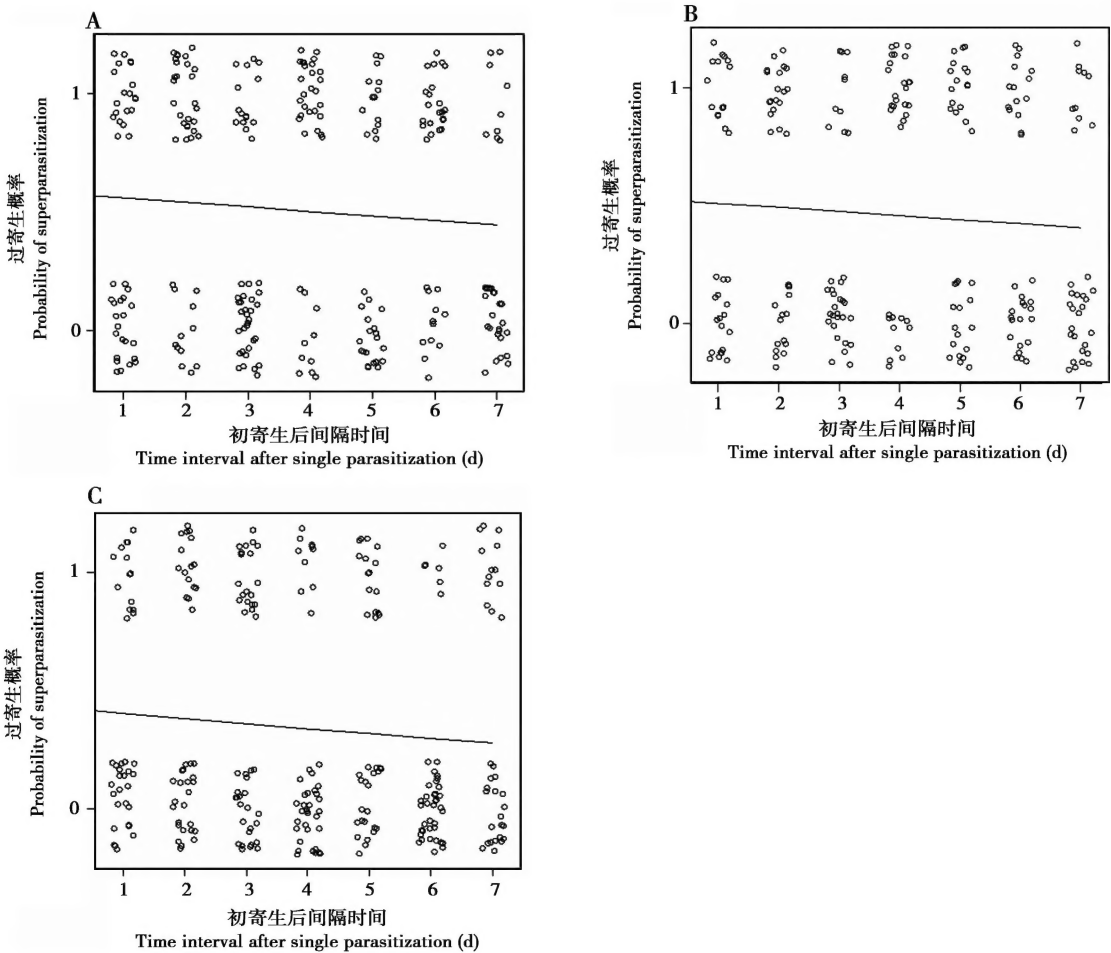 A
过寄生概率
Probability of superparasitization
1
0
1 2 3 4 5 6 7
初寄生后间隔时间
Time interval after single parasitization (d)
B
过寄生概率
Probability of superparasitization
1
0
1 2 3 4 5 6 7
初寄生后间隔时间
Time interval after single parasitization (d)
C
过寄生概率
Probability of superparasitization
1
0
1 2 3 4 5 6 7
初寄生后间隔时间
Time interval after single parasitization (d)